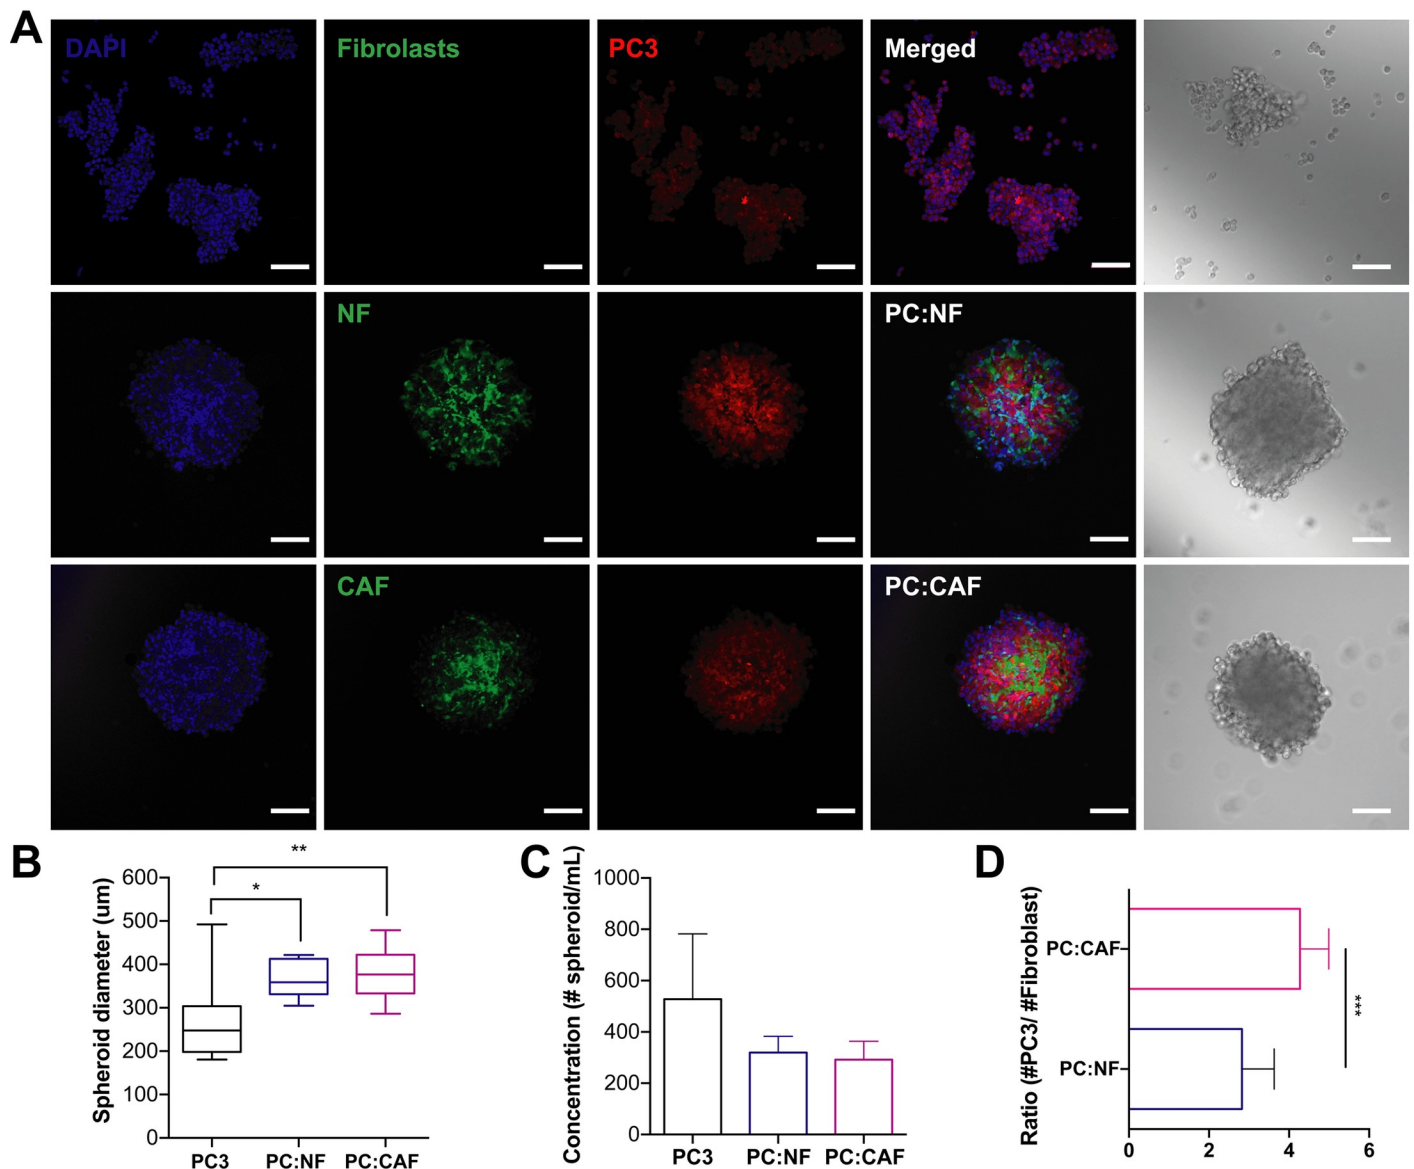 A
DAPI
Fibrolasts
PC3
Merged
NF
PC:NF
CAF
PC:CAF
B
Spheroid diameter (um)
600
500
400
300
200
100
0
**
*
PC3
PC:NF
PC:CAF
C
Concentration (# spheroid/mL)
1000
800
600
400
200
0
PC3
PC:NF
PC:CAF
D
Ratio (#PC3/ #Fibroblast)
PC:CAF
PC:NF
***
0
2
4
6